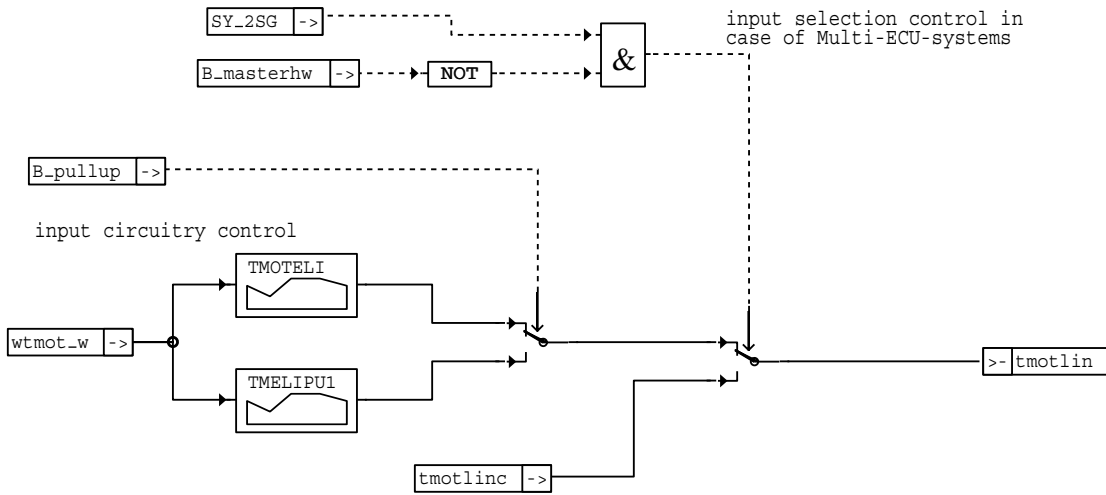 SY_2SG ->
input selection control in
case of Multi-ECU-systems
B_masterhw ->
NOT
&
B_pullup ->
input circuitry control
TMOTELI
wtmot_w ->
>- tmotlin
TMELIPU1
tmotlinc ->